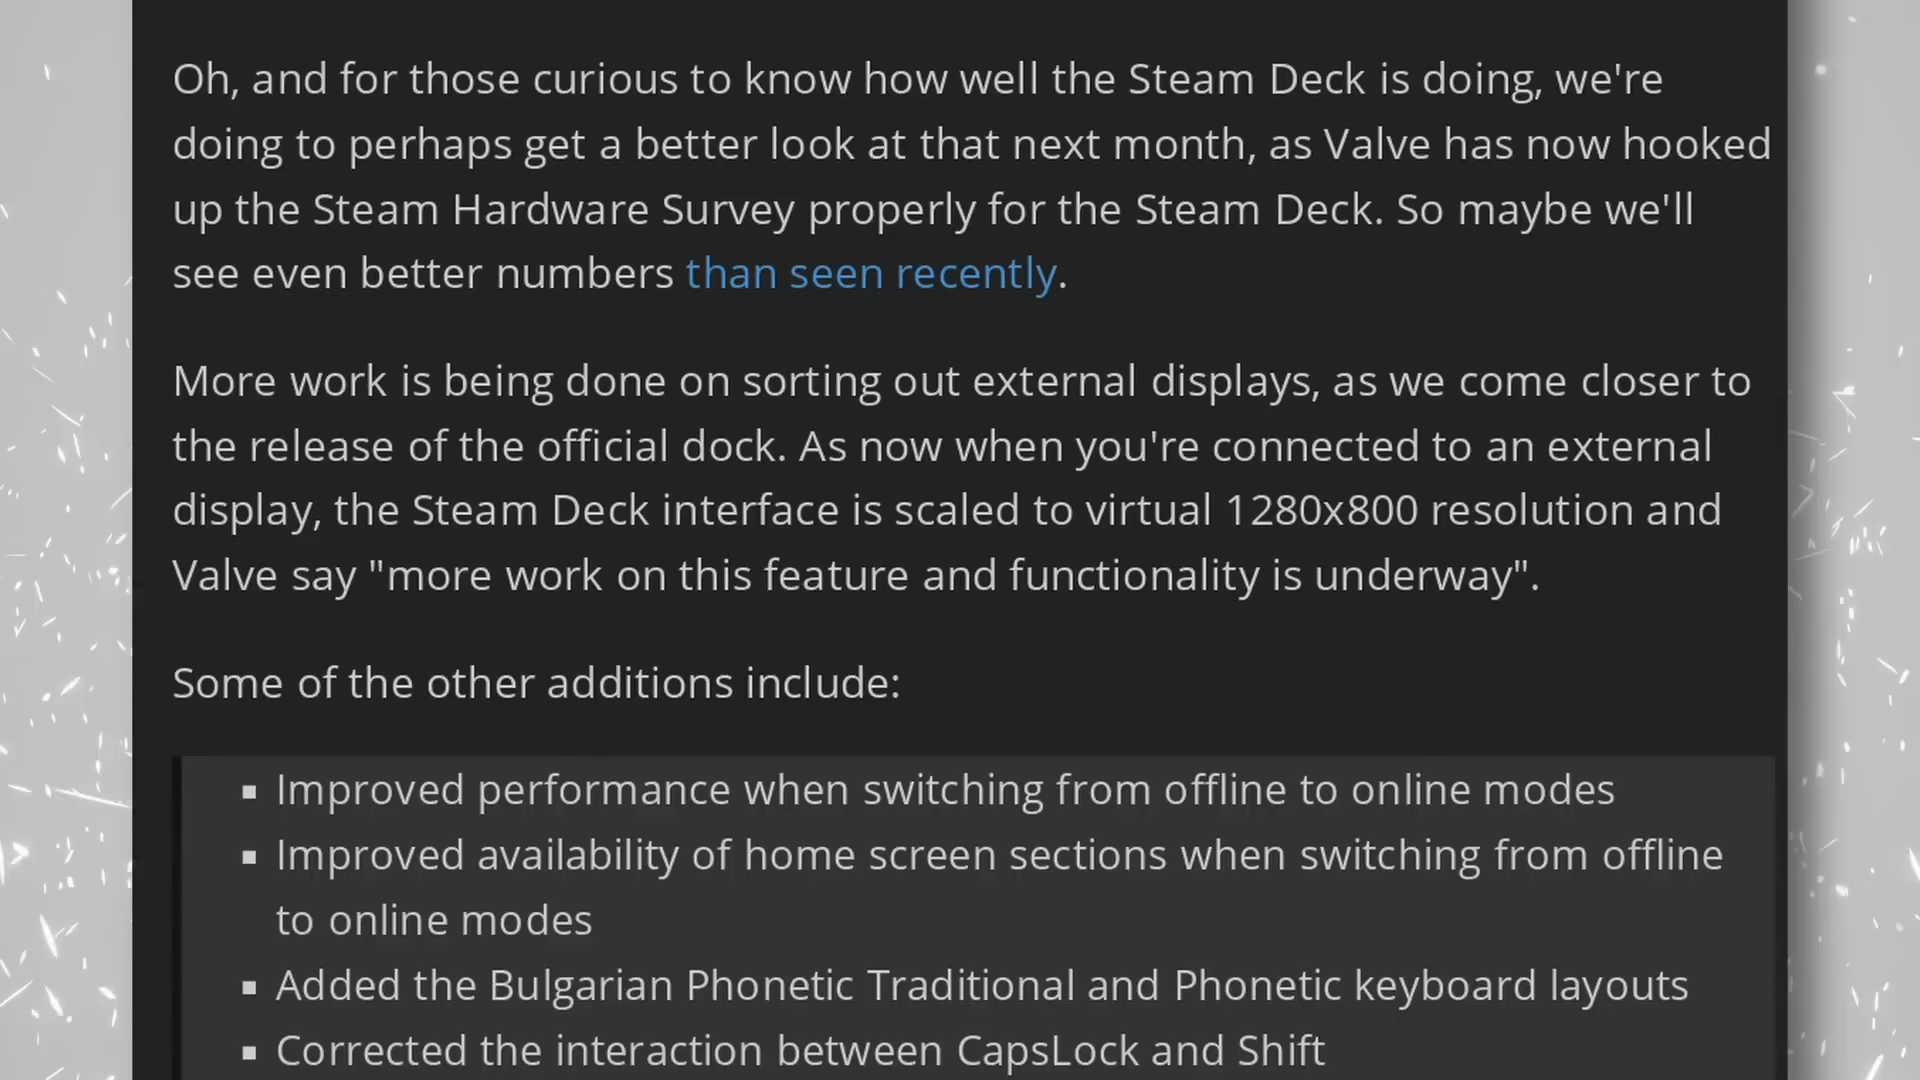 Oh, and for those curious to know how well the Steam Deck is doing, we're
doing to perhaps get a better look at that next month, as Valve has now hooked
up the Steam Hardware Survey properly for the Steam Deck. So maybe we'll
see even better numbers than seen recently.
More work is being done on sorting out external displays, as we come closer to
the release of the official dock. As now when you're connected to an external
display, the Steam Deck interface is scaled to virtual 1280x800 resolution and
Valve say "more work on this feature and functionality is underway".
Some of the other additions include:
▪ Improved performance when switching from offline to online modes
▪ Improved availability of home screen sections when switching from offline
to online modes
▪ Added the Bulgarian Phonetic Traditional and Phonetic keyboard layouts
▪ Corrected the interaction between CapsLock and Shift